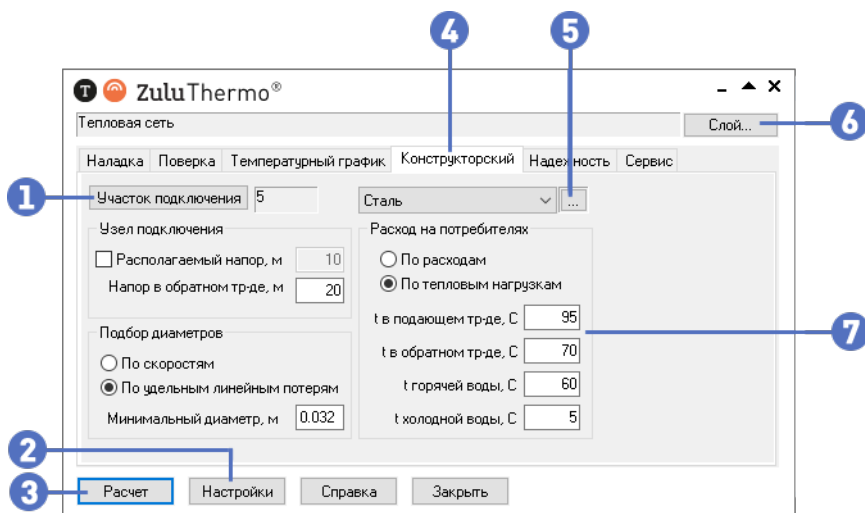 4 5
T ZuluThermo®
Тепловая сеть Слой... 6
Наладка Поверка Температурный график Конструкторский Надежность Сервис
1 Участок подключения 5 Сталь ...
Узел подключения Расход на потребителях
Располагаемый напор, м 10 По расходам
Напор в обратном тр-де, м 20 По тепловым нагрузкам
t в подающем тр-де, С 95 7
Подбор диаметров t в обратном тр-де, С 70
По скоростям
По удельным линейным потерям t горячей воды, С 60
Минимальный диаметр, м 0.032 t холодной воды, С 5
2
3 Расчет Настройки Справка Закрыть